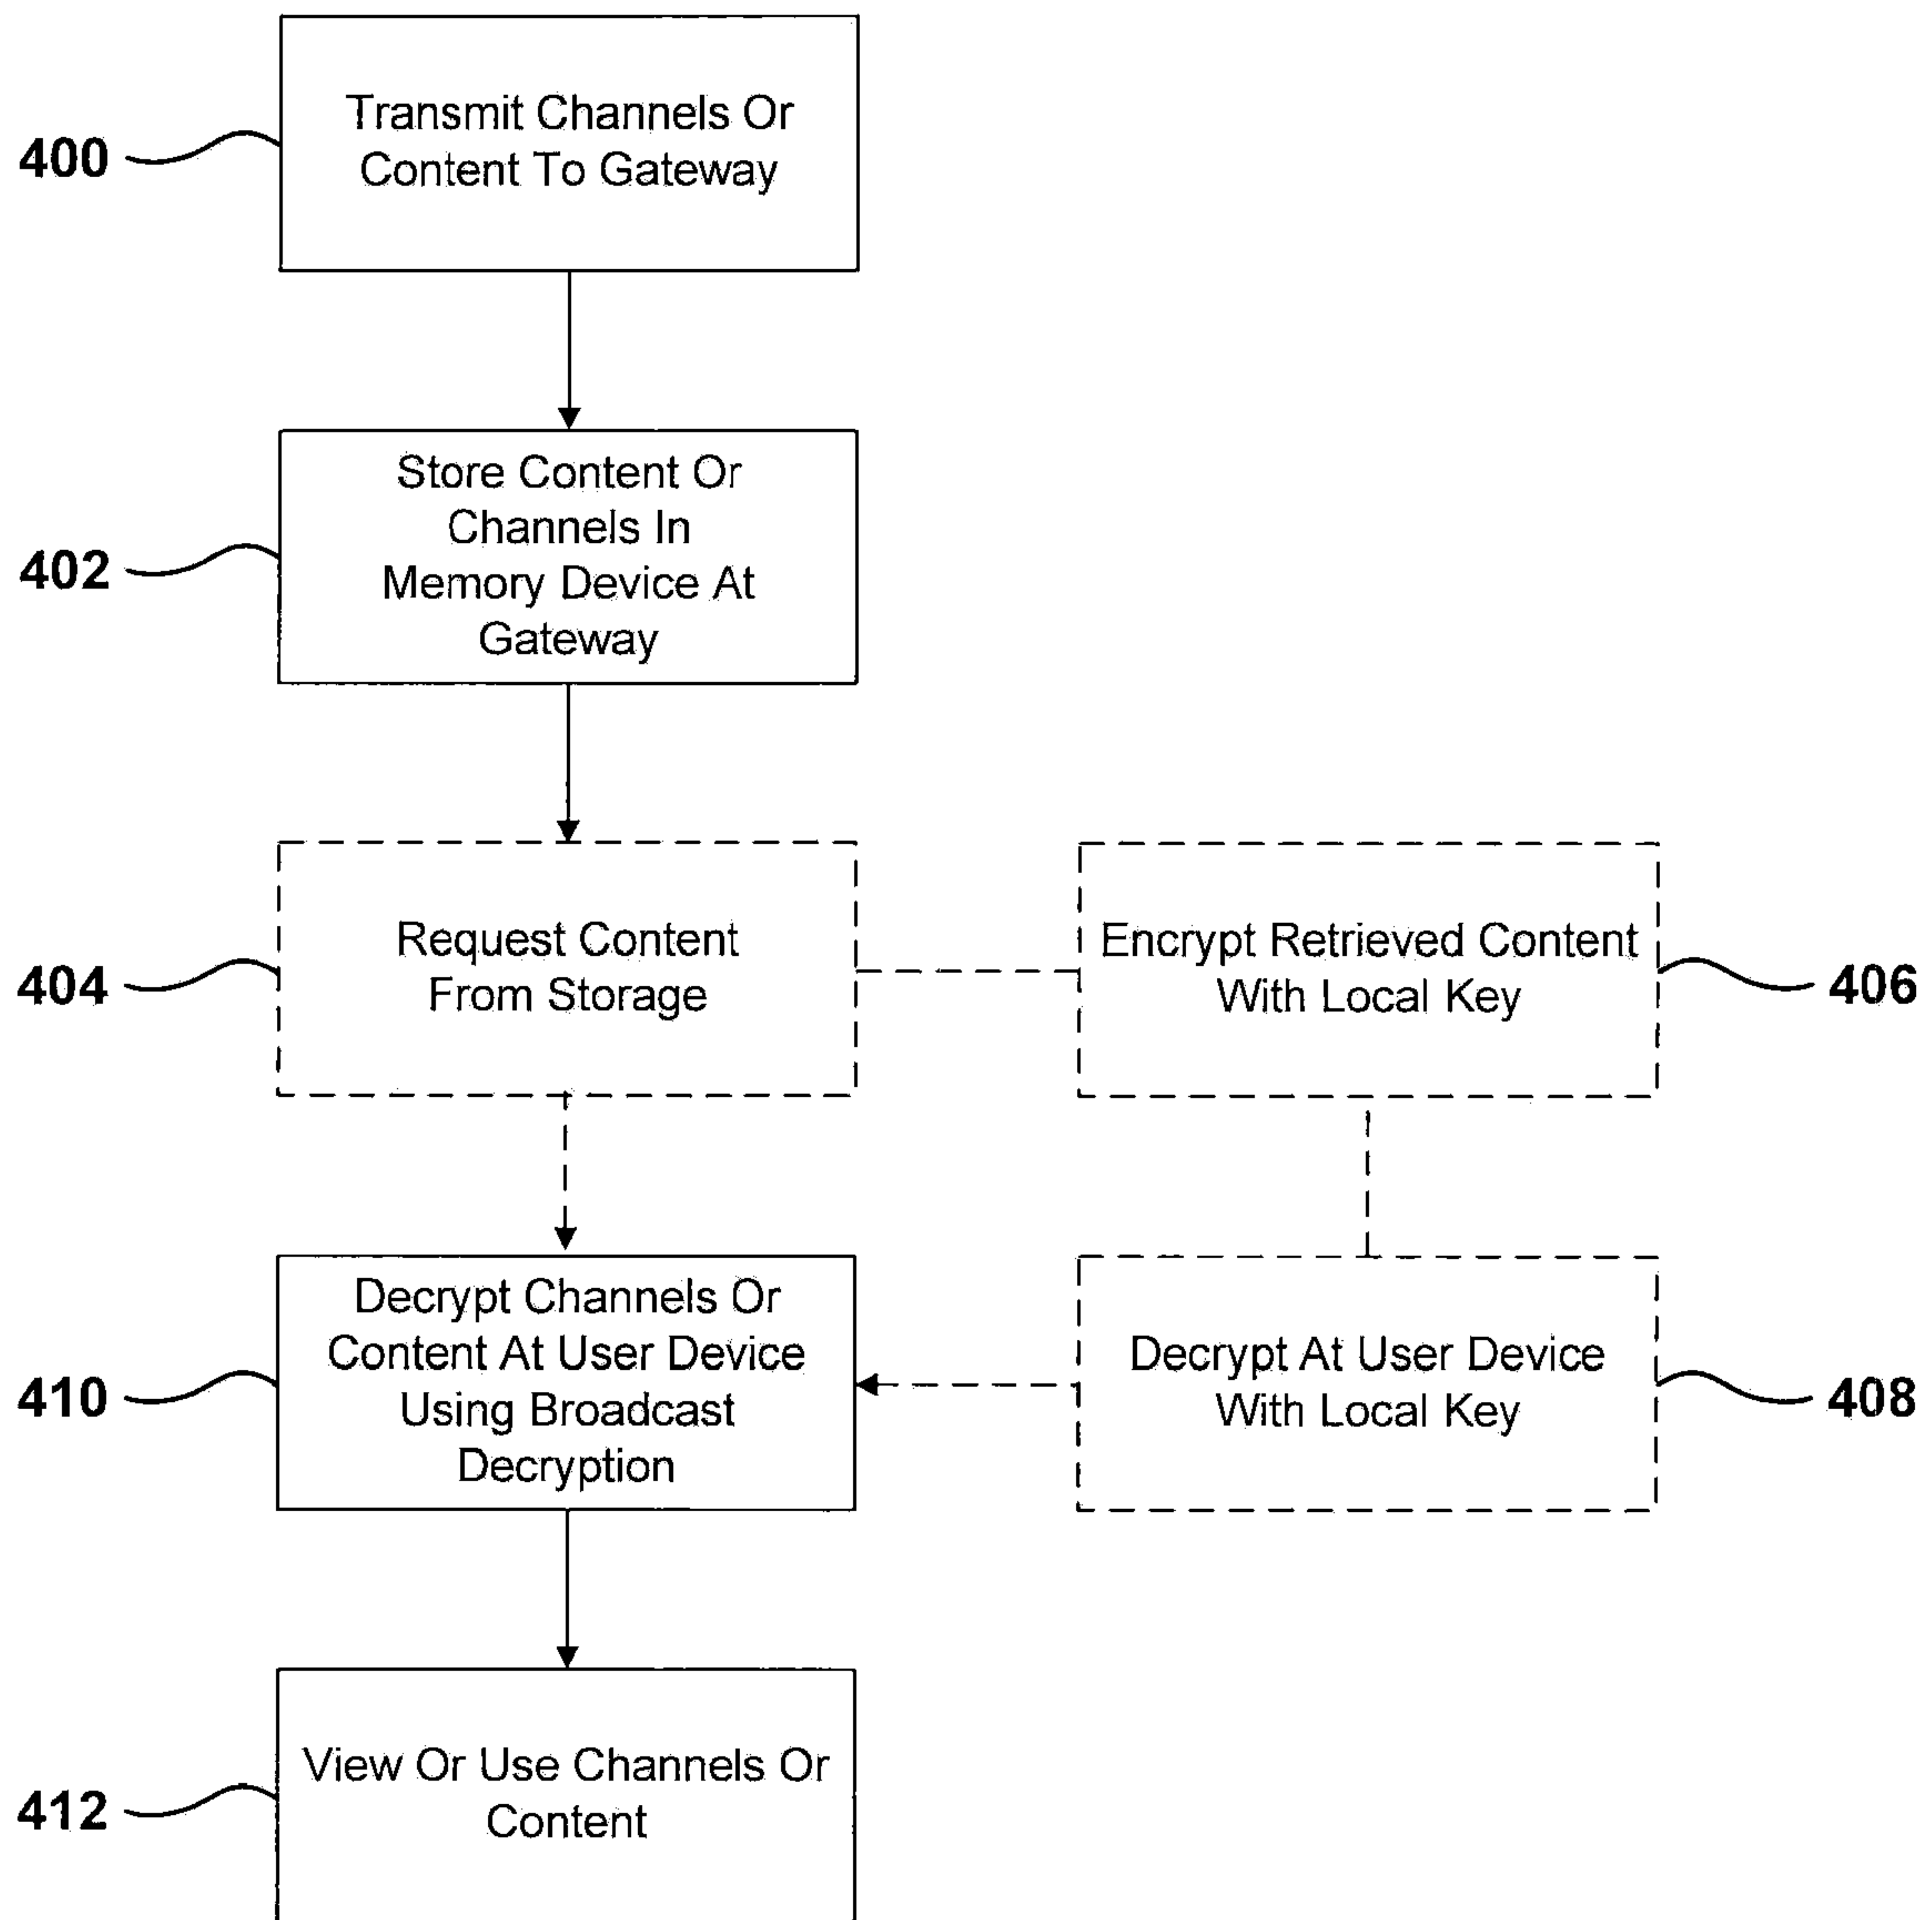 400
Transmit Channels Or
Content To Gateway
402
Store Content Or
Channels In
Memory Device At
Gateway
404
Request Content
From Storage
Encrypt Retrieved Content
With Local Key
406
410
Decrypt Channels Or
Content At User Device
Using Broadcast
Decryption
Decrypt At User Device
With Local Key
408
412
View Or Use Channels Or
Content